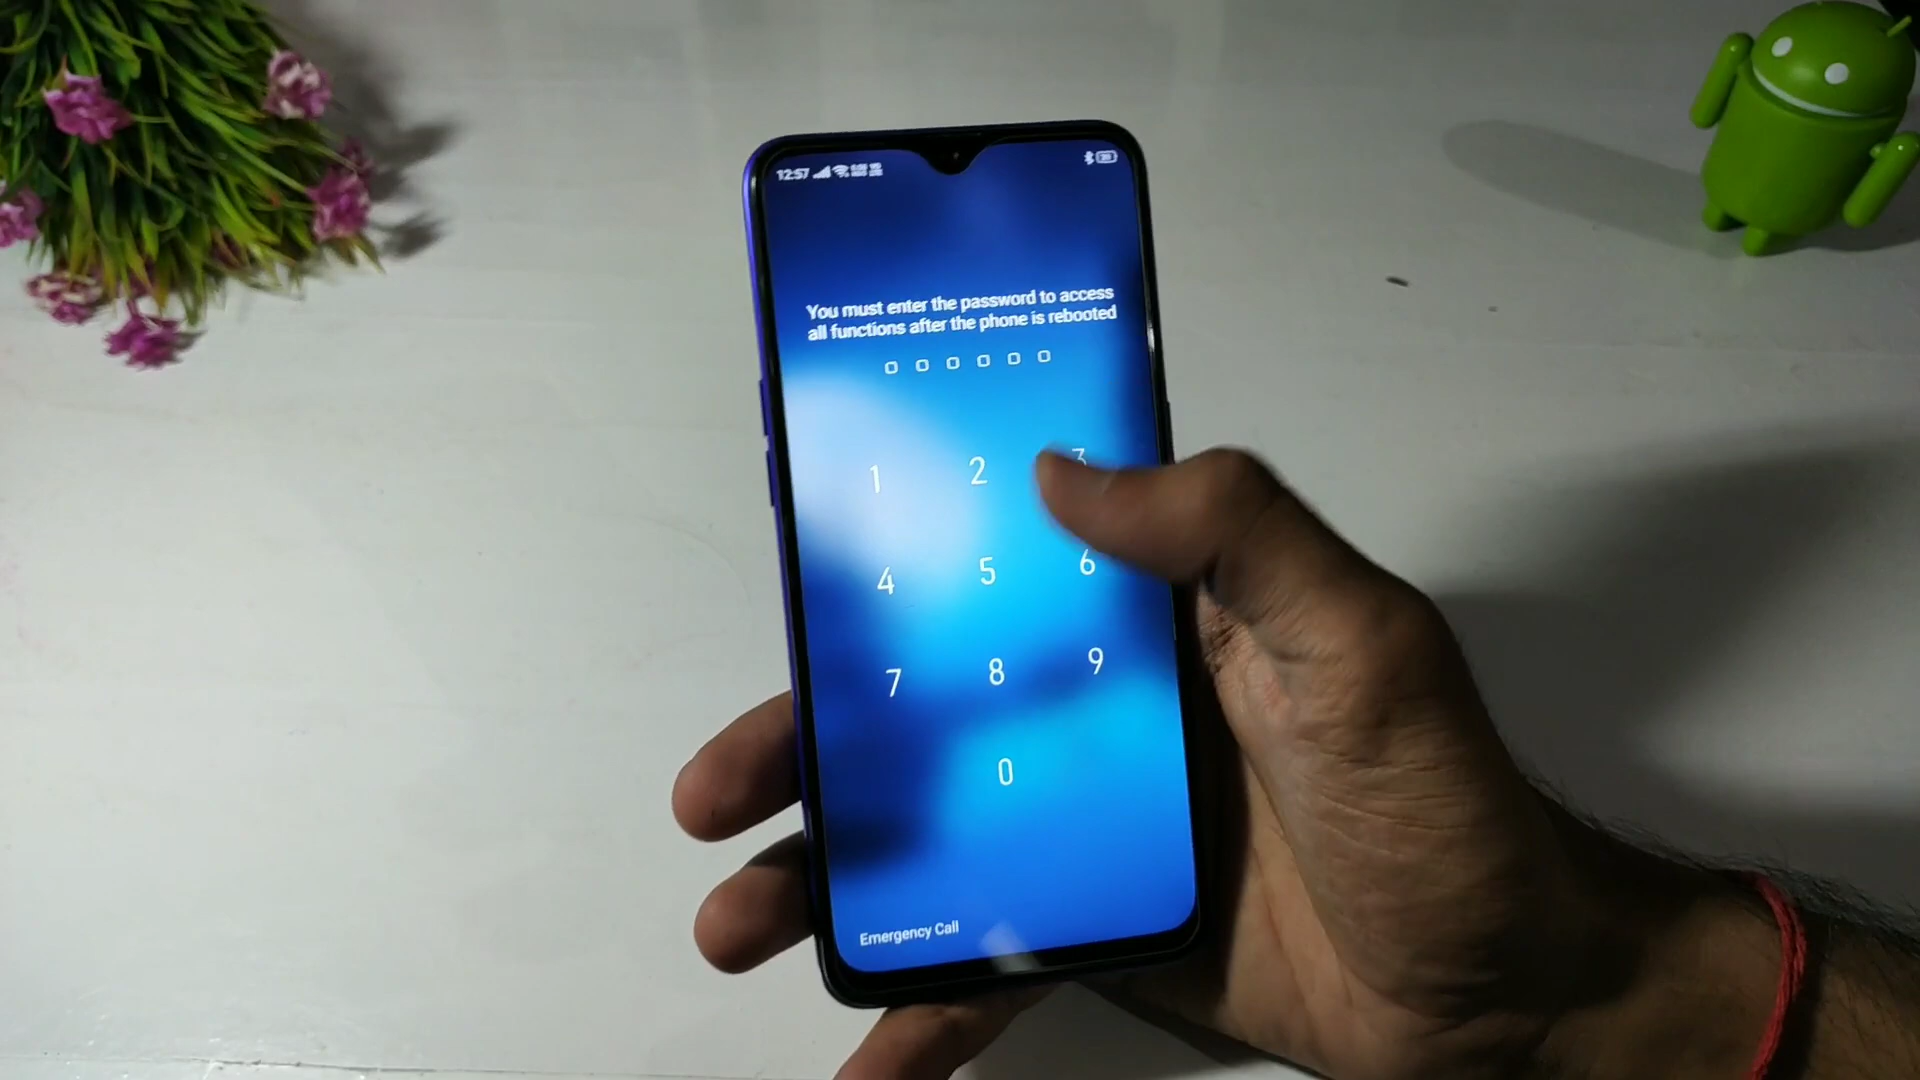 12:57
You must enter the password to access
all functions after the phone is rebooted
1 2 3
4 5 6
7 8 9
0
Emergency Call